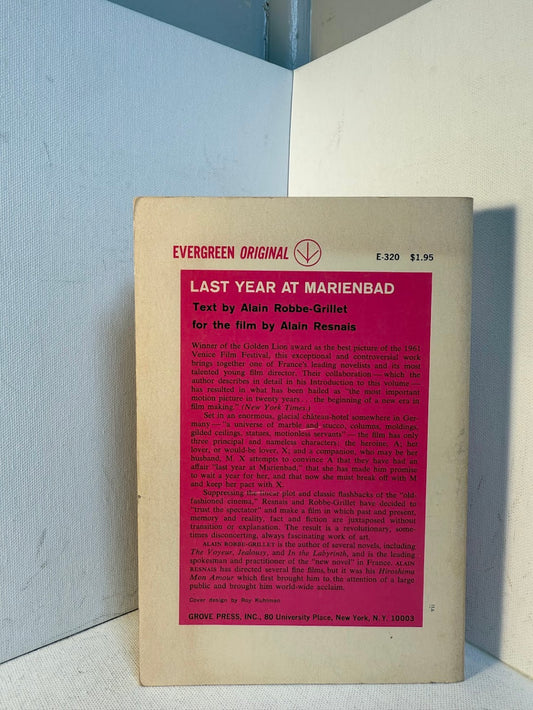 EVERGREEN ORIGINAL
E-320 $1.95
LAST YEAR AT MARIENBAD
Text by Alain Robbe-Grillet
for the film by Alain Resnais
Winner of the Golden Lion award as the best picture of the 1961
Venice Film Festival, this exceptional and controversial work
brings together one of France's leading novelists and its most
talented young film director. Their collaboration—which the
author describes in detail in his Introduction to this volume—
has resulted in what has been hailed as "the most important
motion picture in twenty years . . . the beginning of a new era in
film making." (New York Times.)
Set in an enormous, glacial château-hotel somewhere in Ger-
many—"a universe of marble and stucco, columns, moldings,
gilded ceilings, statues, motionless servants"—the film has only
three principal and nameless characters: the heroine, A; her
lover, or would-be lover, X; and a companion, who may be her
husband, M. X attempts to convince A that they have had an
affair "last year at Marienbad," that she has made him promise
to wait a year for her, and that now she must break off with M
and keep her pact with X.
Suppressing the linear plot and classic flashbacks of the "old-
fashioned cinema," Resnais and Robbe-Grillet have decided to
"trust the spectator" and make a film in which past and present,
memory and reality, fact and fiction are juxtaposed without
transition or explanation. The result is a revolutionary, some-
times disconcerting, always fascinating work of art.
ALAIN ROBBE-GRILLET is the author of several novels, including
The Voyeur, Jealousy, and In the Labyrinth, and is the leading
spokesman and practitioner of the "new novel" in France. ALAIN
RESNAIS has directed several fine films, but it was his Hiroshima
Mon Amour which first brought him to the attention of a large
public and brought him world-wide acclaim.
Cover design by Roy Kuhlman
GROVE PRESS, INC., 80 University Place, New York, N.Y. 10003